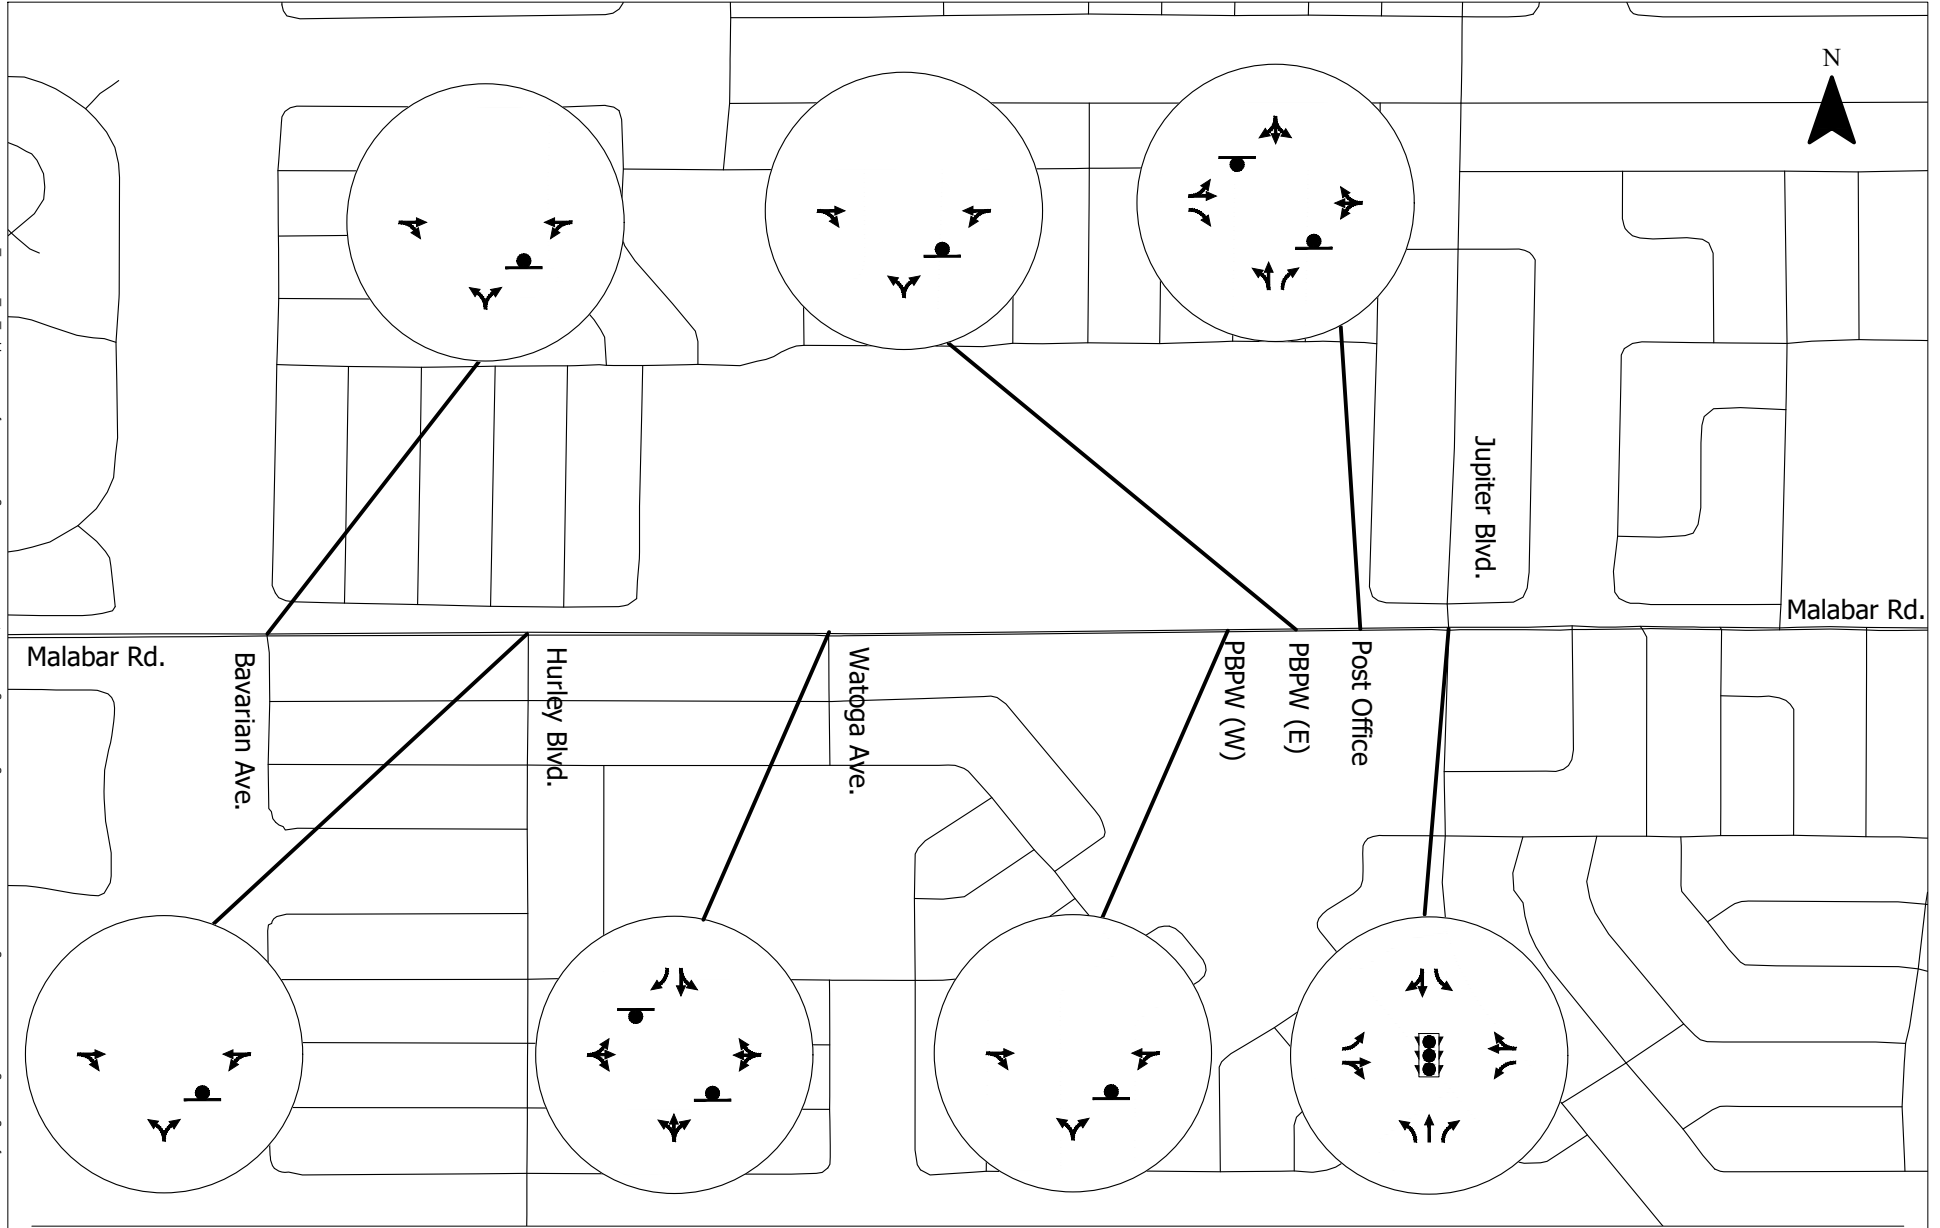 N
Jupiter Blvd.
Malabar Rd.
Malabar Rd.
Bavarian Ave.
Hurley Blvd.
Watoga Ave.
PBPW (W)
PBPW (E)
Post Office